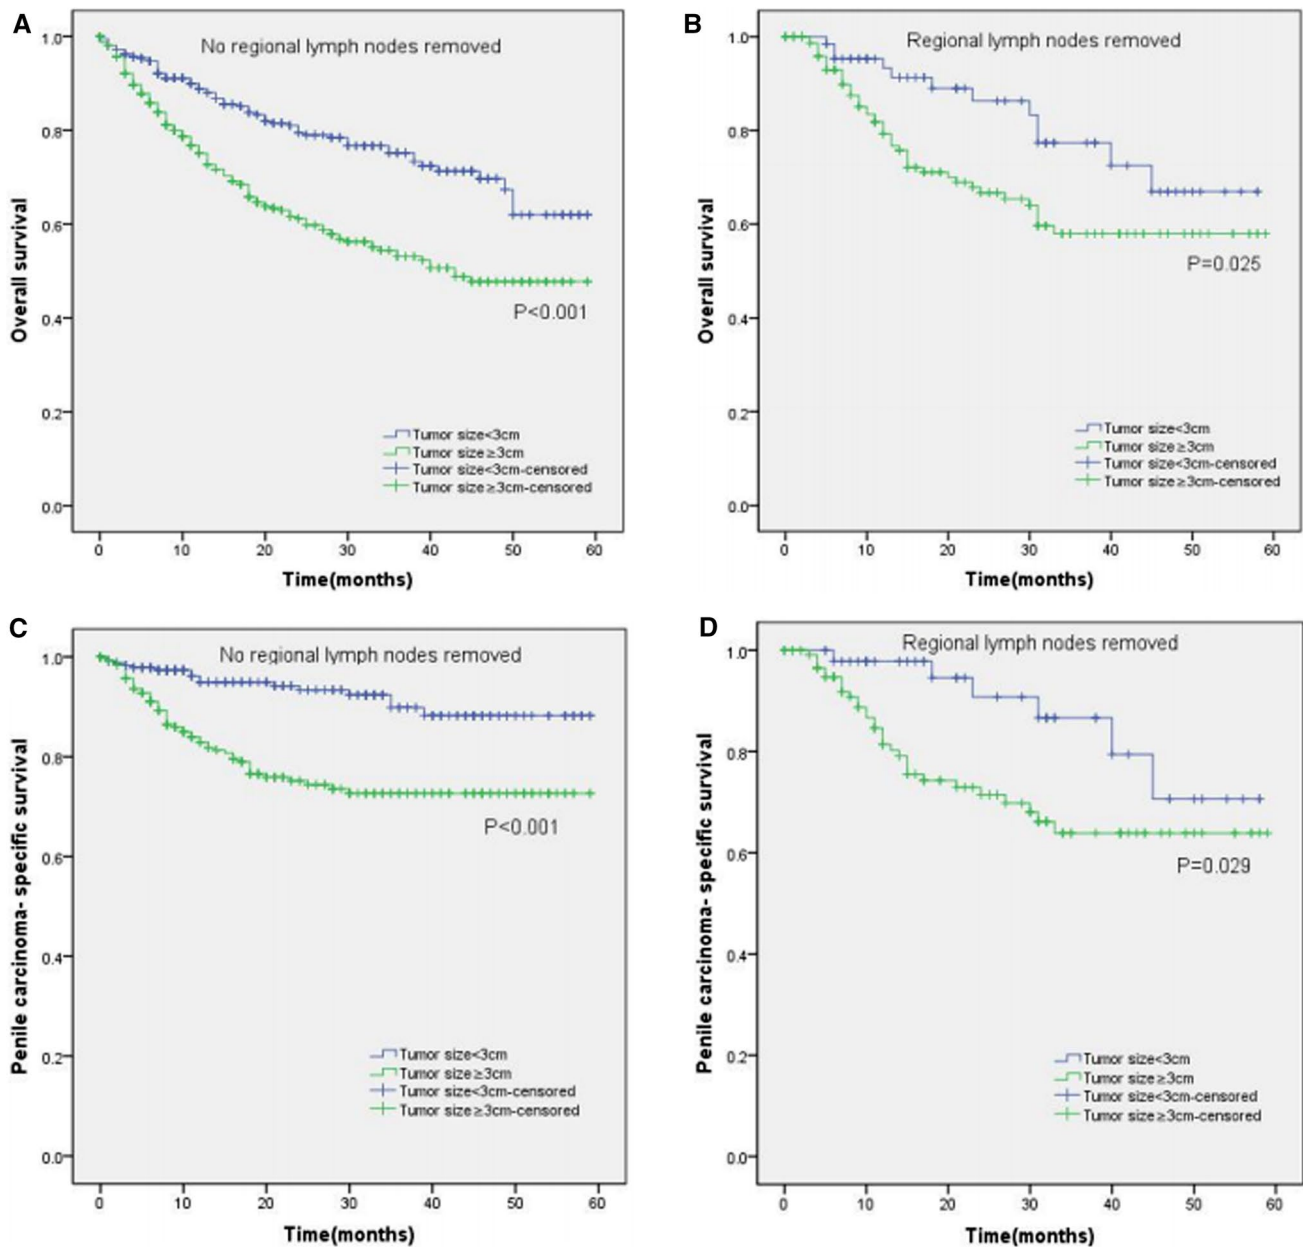 A
No regional lymph nodes removed
1.0
0.8
0.6
0.4
0.2
0.0
Overall survival
P<0.001
Tumor size<3cm
Tumor size≥3cm
Tumor size<3cm-censored
Tumor size≥3cm-censored
0 10 20 30 40 50 60
Time(months)
B
Regional lymph nodes removed
1.0
0.8
0.6
0.4
0.2
0.0
Overall survival
P=0.025
Tumor size<3cm
Tumor size≥3cm
Tumor size<3cm-censored
Tumor size≥3cm-censored
0 10 20 30 40 50 60
Time(months)
C
No regional lymph nodes removed
1.0
0.8
0.6
0.4
0.2
0.0
Penile carcinoma- specific survival
P<0.001
Tumor size<3cm
Tumor size≥3cm
Tumor size<3cm-censored
Tumor size≥3cm-censored
0 10 20 30 40 50 60
Time(months)
D
Regional lymph nodes removed
1.0
0.8
0.6
0.4
0.2
0.0
Penile carcinoma- specific survival
P=0.029
Tumor size<3cm
Tumor size≥3cm
Tumor size<3cm-censored
Tumor size≥3cm-censored
0 10 20 30 40 50 60
Time(months)